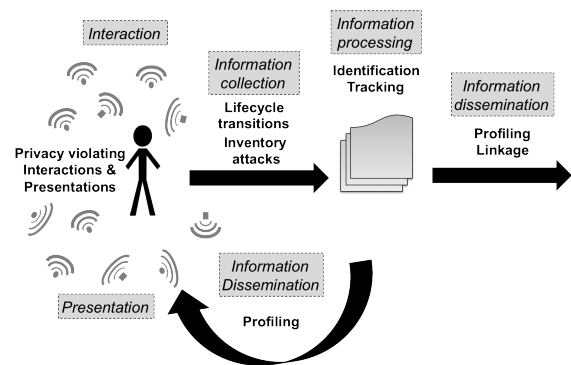 Interaction
Information
collection
Lifecycle
transitions
Inventory
attacks
Information
processing
Identification
Tracking
Information
dissemination
Profiling
Linkage
Privacy violating
Interactions &
Presentations
Presentation
Information
Dissemination
Profiling